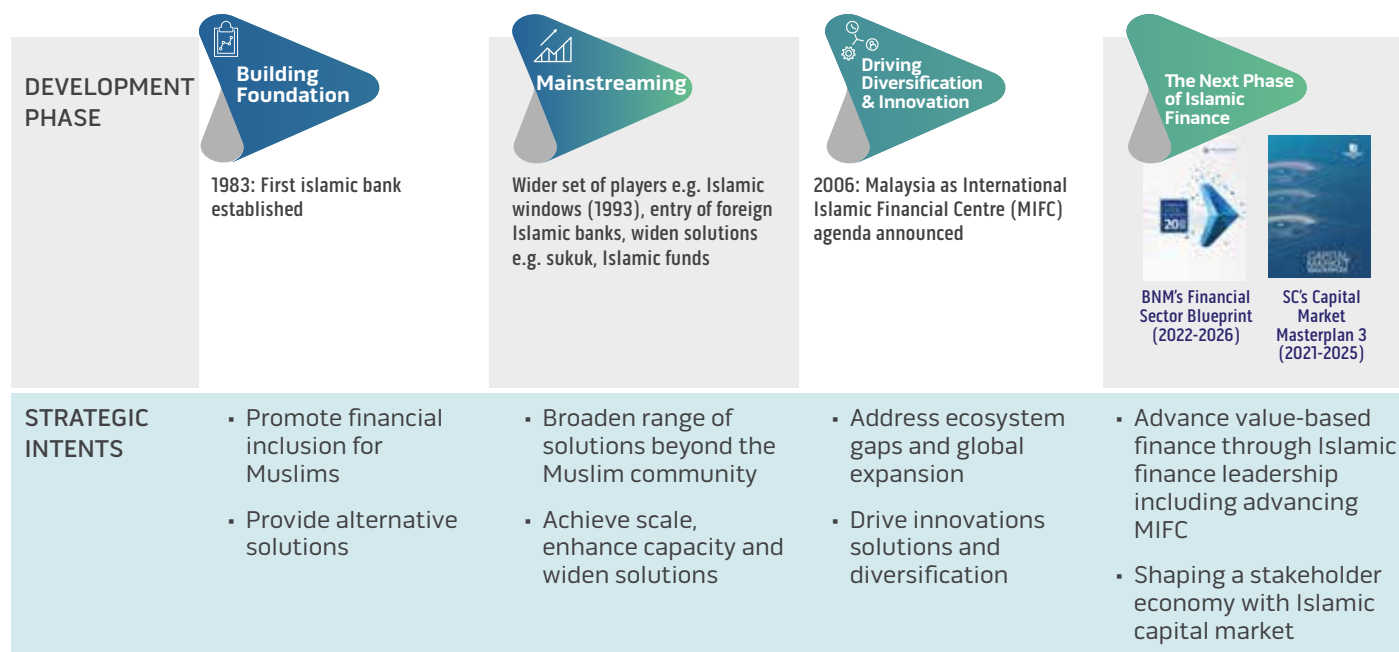 DEVELOPMENT
PHASE
Building
Foundation
1983: First islamic bank
established
Mainstreaming
Wider set of players e.g. Islamic
windows (1993), entry of foreign
Islamic banks, widen solutions
e.g. sukuk, Islamic funds
Driving
Diversification
& Innovation
2006: Malaysia as International
Islamic Financial Centre (MIFC)
agenda announced
The Next Phase
of Islamic
Finance
CAPITAL
MARKET
BNM's Financial
Sector Blueprint
(2022-2026)
SC's Capital
Market
Masterplan 3
(2021-2025)
STRATEGIC
INTENTS
▪ Promote financial
inclusion for
Muslims
▪ Provide alternative
solutions
▪ Broaden range of
solutions beyond the
Muslim community
▪ Achieve scale,
enhance capacity and
widen solutions
▪ Address ecosystem
gaps and global
expansion
▪ Drive innovations
solutions and
diversification
▪ Advance value-based
finance through Islamic
finance leadership
including advancing
MIFC
▪ Shaping a stakeholder
economy with Islamic
capital market